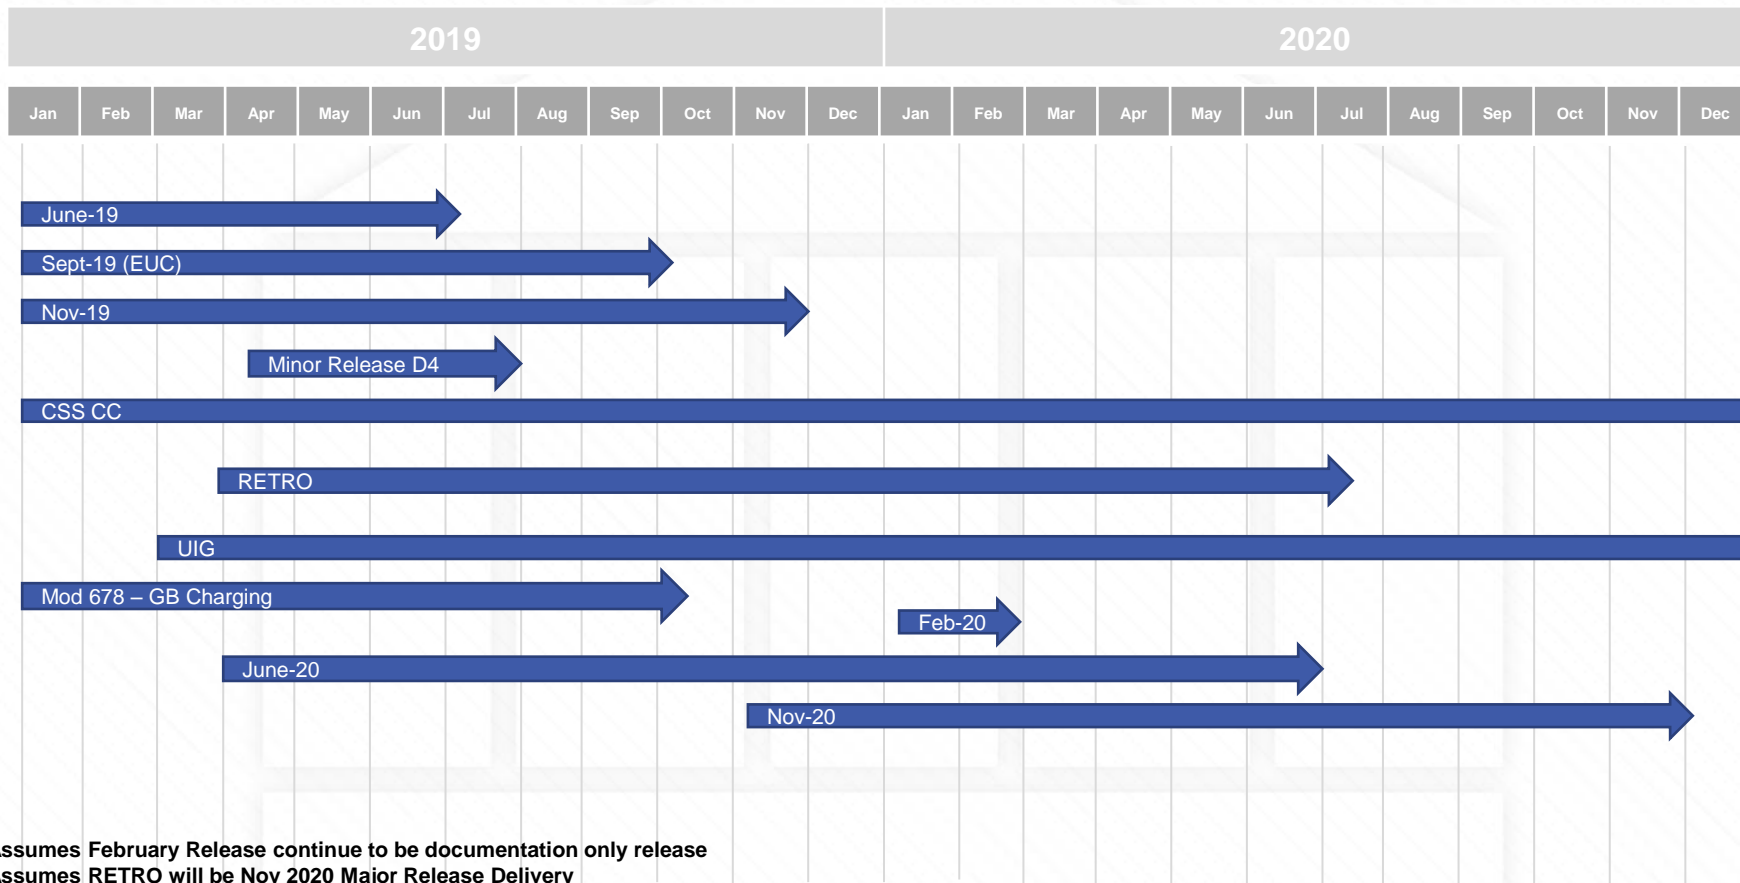 2019 2020
Jan Feb Mar Apr May Jun Jul Aug Sep Oct Nov Dec Jan Feb Mar Apr May Jun Jul Aug Sep Oct Nov Dec
June-19
Sept-19 (EUC)
Nov-19
Minor Release D4
CSS CC
RETRO
UIG
Mod 678 – GB Charging
Feb-20
June-20
Nov-20
Assumes February Release continue to be documentation only release
Assumes RETRO will be Nov 2020 Major Release Delivery